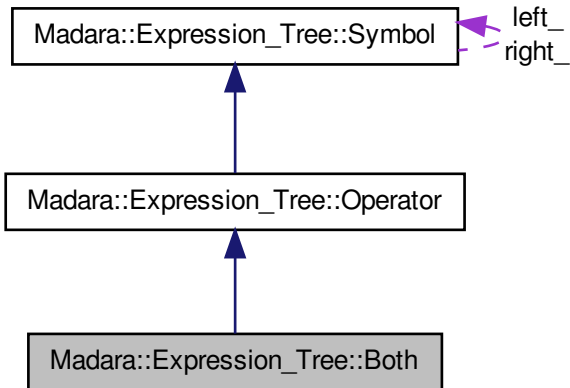 Madara::Expression_Tree::Symbol
left_
right_
Madara::Expression_Tree::Operator
Madara::Expression_Tree::Both